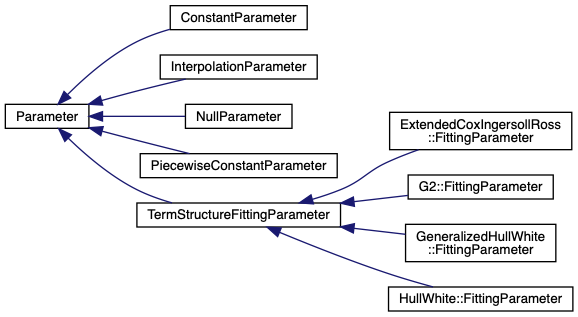 ConstantParameter
InterpolationParameter
Parameter
NullParameter
PiecewiseConstantParameter
TermStructureFittingParameter
ExtendedCoxIngersollRoss
::FittingParameter
G2::FittingParameter
GeneralizedHullWhite
::FittingParameter
HullWhite::FittingParameter